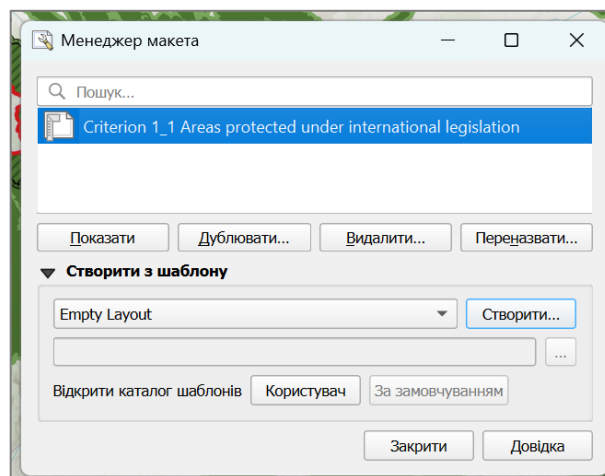 Менеджер макета
Пошук...
Criterion 1_1 Areas protected under international legislation
Показати Дублювати... Видалити... Переназвати...
Створити з шаблону
Empty Layout Створити...
...
Відкрити каталог шаблонів Користувач За замовчуванням
Закрити Довідка